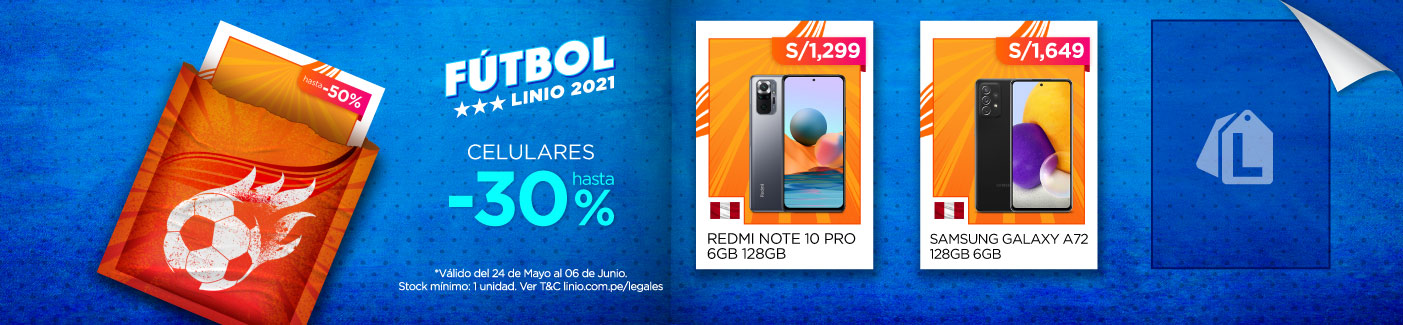 hasta -50%
FÚTBOL
LINIO 2021
CELULARES
hasta
-30%
*Válido del 24 de Mayo al 06 de Junio.
Stock mínimo: 1 unidad. Ver T&C linio.com.pe/legales
S/1,299
Redmi
REDMI NOTE 10 PRO
6GB 128GB
S/1,649
SAMSUNG
SAMSUNG GALAXY A72
128GB 6GB
L